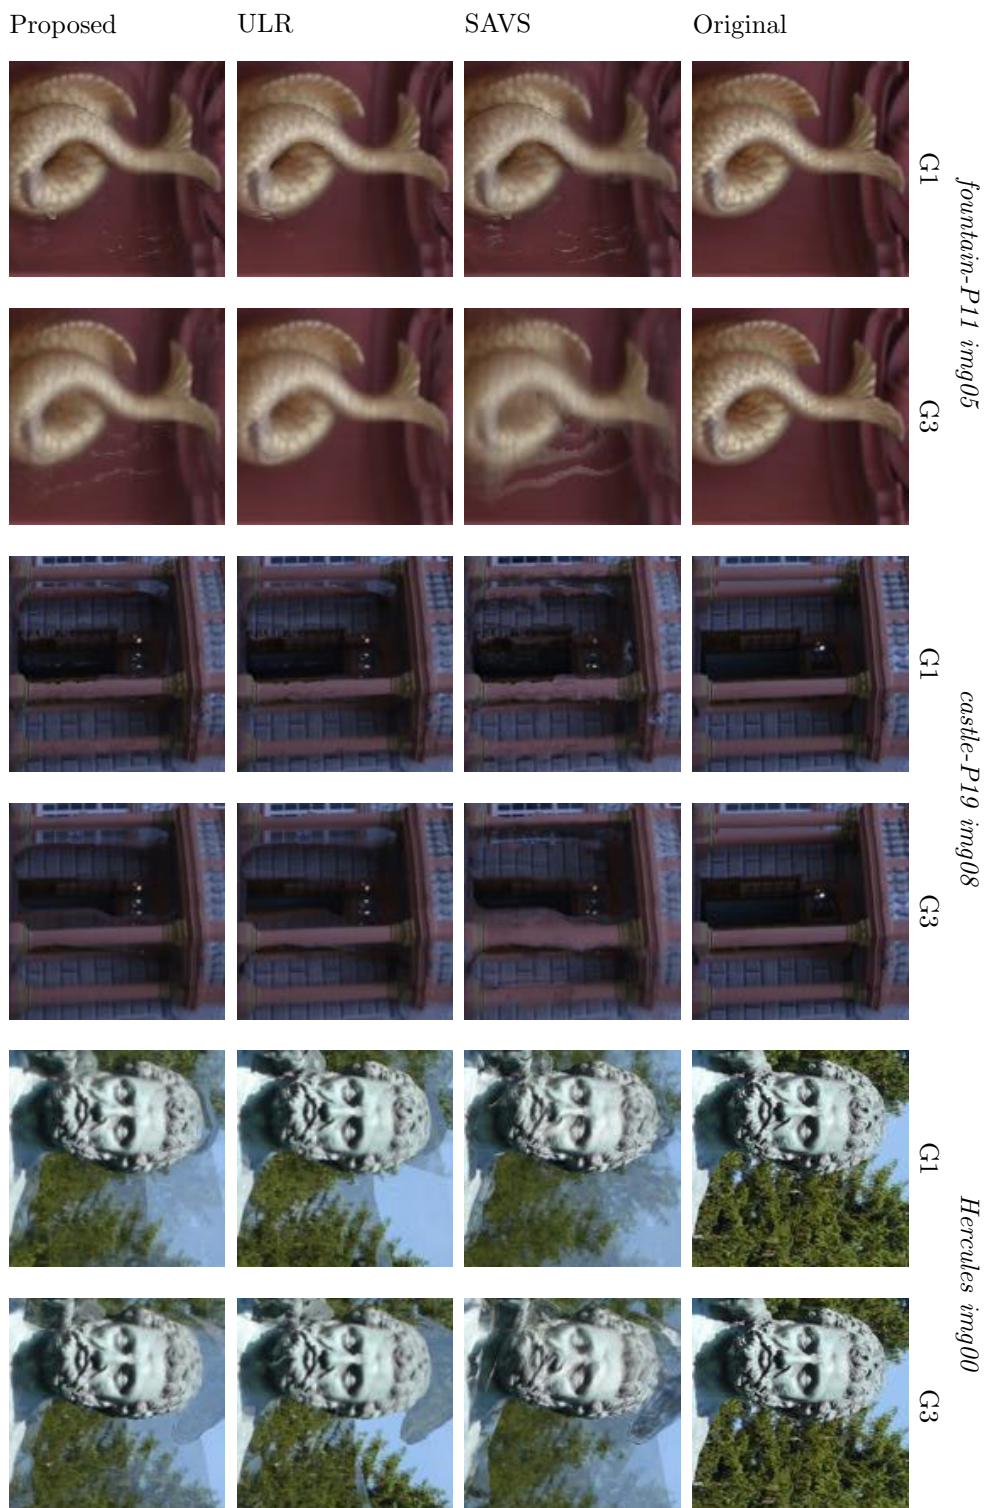 Proposed ULR SAVS Original
fountain-P11 img05
G1
G3
castle-P19 img08
G1
G3
Hercules img00
G1
G3